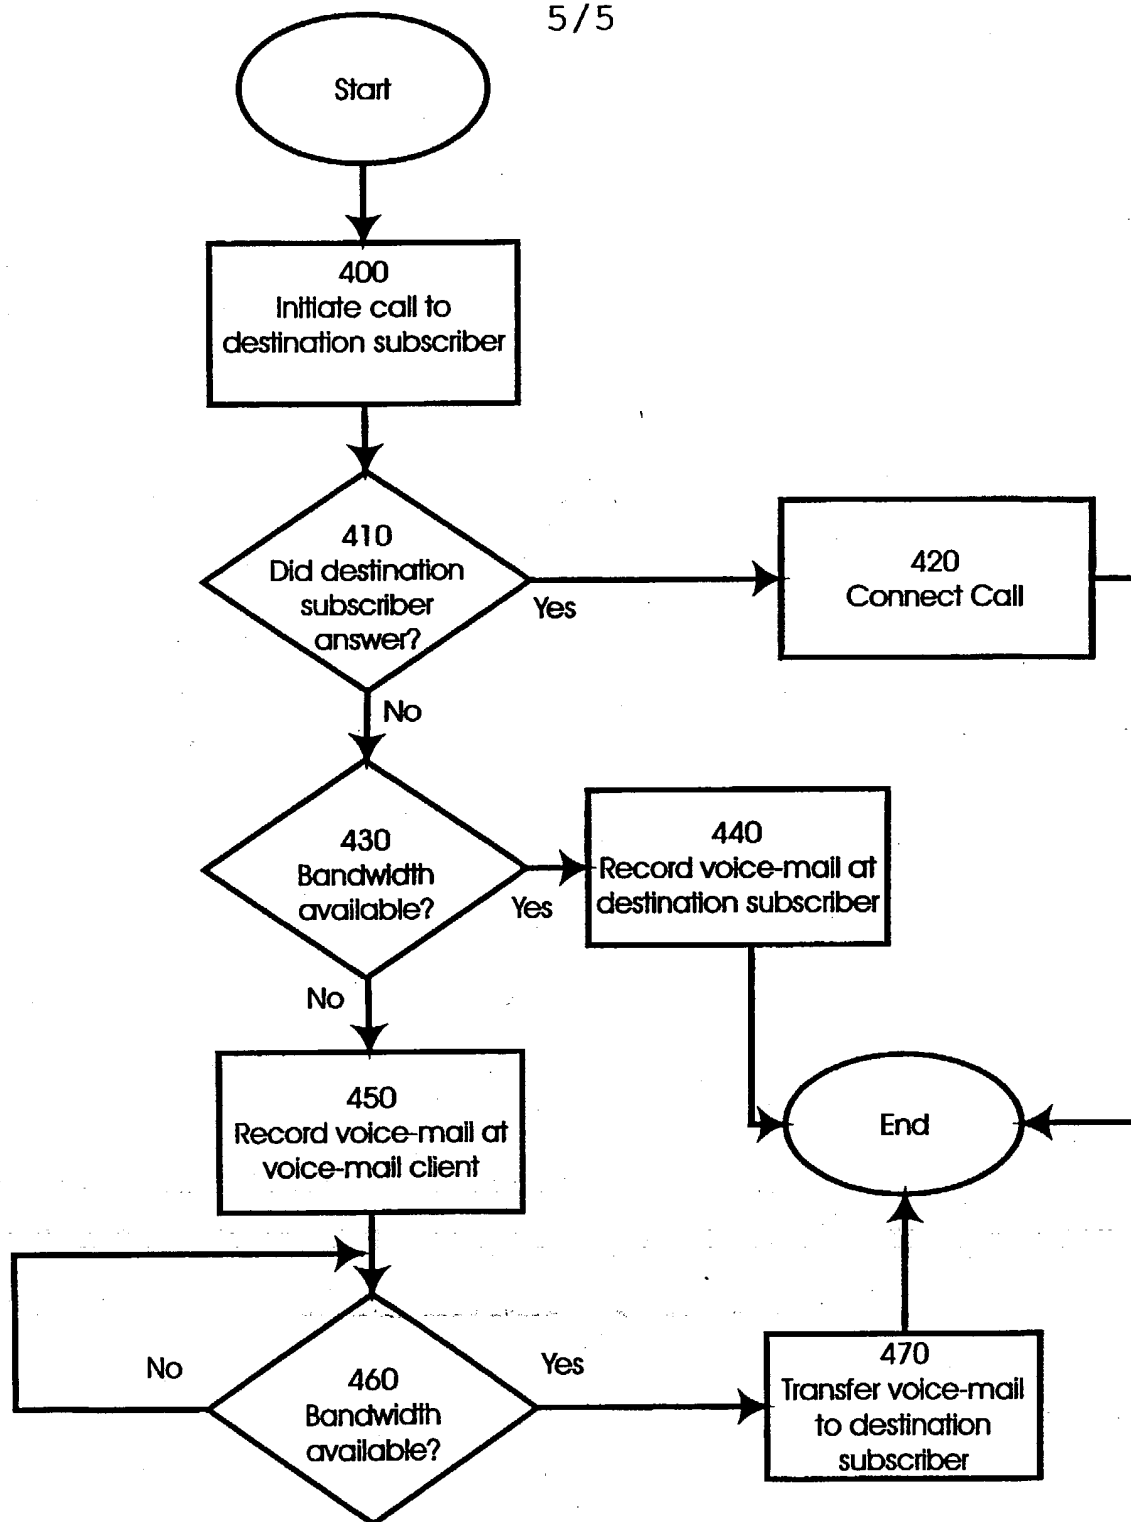 5/5
Start
400
Initiate call to
destination subscriber
410
Did destination
subscriber
answer?
Yes
420
Connect Call
No
430
Bandwidth
available?
Yes
440
Record voice-mail at
destination subscriber
No
450
Record voice-mail at
voice-mail client
End
No
460
Bandwidth
available?
Yes
470
Transfer voice-mail
to destination
subscriber